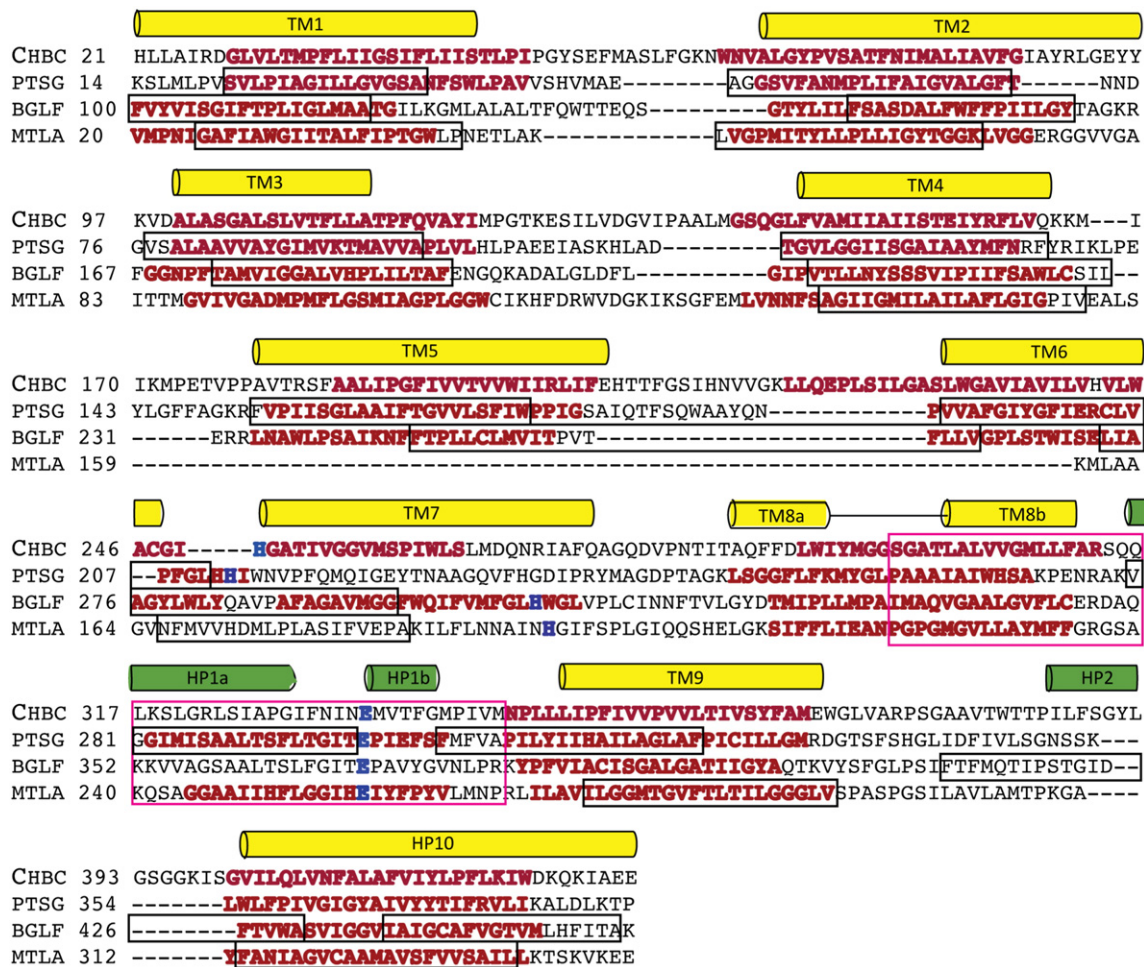 TM1 TM2
CHBC 21 HLLAIRDGLVLTMPFLIIGSIFLIISTLPIPGYSEFMASLFGKNWNVALGYPVSATFNIMALIAVFGIAYRLGEYY
PTSG 14 KSLMLPVSVLPIAGILLGVGSANFSWLPAVVSHVMAE--------AGGSVFANMPLIFAIGVALGFT------NND
BGLF 100 FVYVISGIFTPLIGLMAATGILKGMLALALTFQWTTEQS---------GTYLILFSASDALFWFFPIILGYTAGKR
MTLA 20 VMPNIGAFIAWGIITALFIPTGWLPNETLAK-------------LVGPMITYLLPLLIGYTGGKLVGGERGGVVGA
TM3 TM4
CHBC 97 KVDALASGALSLVTFLLATPFQVAYIMPGTKESILVDGVIPAALMGSQGLFVAMIIAIISTEIYRFLVQKKM---I
PTSG 76 GVSALAAVVAYGIMVKTMAVVAPLVLHLPAEEIASKHLAD---------TGVLGGIISGAIAAYMFNRFYRIKLPE
BGLF 167 FGGNPFTAMVIGGALVHPLILTAFENGQKADALGLDFL----------GIPVTLLNYSSSVIPIIFSAWLCSIL--
MTLA 83 ITTMGVIVGADMPMFLGSMIAGPLGGWCIKHFDRWVDGKIKSGFEMLVNNFSAGIIGMILAILAFLGIGPIVEALS
TM5 TM6
CHBC 170 IKMPETVPPAVTRSFAALIPGFIVVTVVWIIRLIFEHTTFGSIHNVVGKLLQEPLSILGASLWGAVIAVILVHVLW
PTSG 143 YLGFFAGKRFVPIISGLAAIFTGVVLSFIWPPIGSAIQTFSQWAAYQN------------PVVAFGIYGFIERCLV
BGLF 231 ------ERRLNAWLPSAIKNFFTPLLCLMVITPVT-------------------------FLLVGPLSTWISELIA
MTLA 159 -----------------------------------------------------------------------KMLAA
TM7 TM8a TM8b
CHBC 246 ACGI-----HGATIVGGVMSPIWLSLMDQNRIAFQAGQDVPNTITAQFFDLWIYMGGSGATLALVVGMLLFARSQQ
PTSG 207 --PFGLHHIWNVPFQMQIGEYTNAAGQVFHGDIPRYMAGDPTAGKLSGGFLFKMYGLPAAAIAIWHSAKPENRAKV
BGLF 276 AGYLWLYQAVPAFAGAVMGGFWQIFVMFGLHWGLVPLCINNFTVLGYDTMIPLLMPAIMAQVGAALGVFLCERDAQ
MTLA 164 GVNFMVVHDMLPLASIFVEPAKILFLNNAINHGIFSPLGIQQSHELGKSIFFLIEANPGPGMGVLLAYMFFGRGSA
HP1a HP1b TM9 HP2
CHBC 317 LKSLGRLSIAPGIFNINEMVTFGMPIVMNPLLLIPFIVVPVVLTIVSYFAMEWGLVARPSGAAVTWTTPILFSGYL
PTSG 281 GGIMISAALTSFLTGITEPIEFSFMFVAPILYIIHAILAGLAFPICILLGMRDGTSFSHGLIDFIVLSGNSSK---
BGLF 352 KKVVAGSAALTSLFGITEPAVYGVNLPRKYPFVIACISGALGATIIGYAQTKVYSFGLPSIFTFMQTIPSTGID--
MTLA 240 KQSAGGAAIIHFLGGIHEIYFPYVLMNPRLILAVILGGMTGVFTLTILGGGLVSPASPGSILAVLAMTPKGA----
HP10
CHBC 393 GSGGKISGVILQLVNFALAFVIYLPFLKIWDKQKIAEE
PTSG 354 -------LWLFPIVGIGYAIVYYTIFRVLIKALDLKTP
BGLF 426 --------FTVWASVIGGVIAIGCAFVGTVMLHFITAK
MTLA 312 -------YFANIAGVCAAMAVSFVVSAILLKTSKVKEE